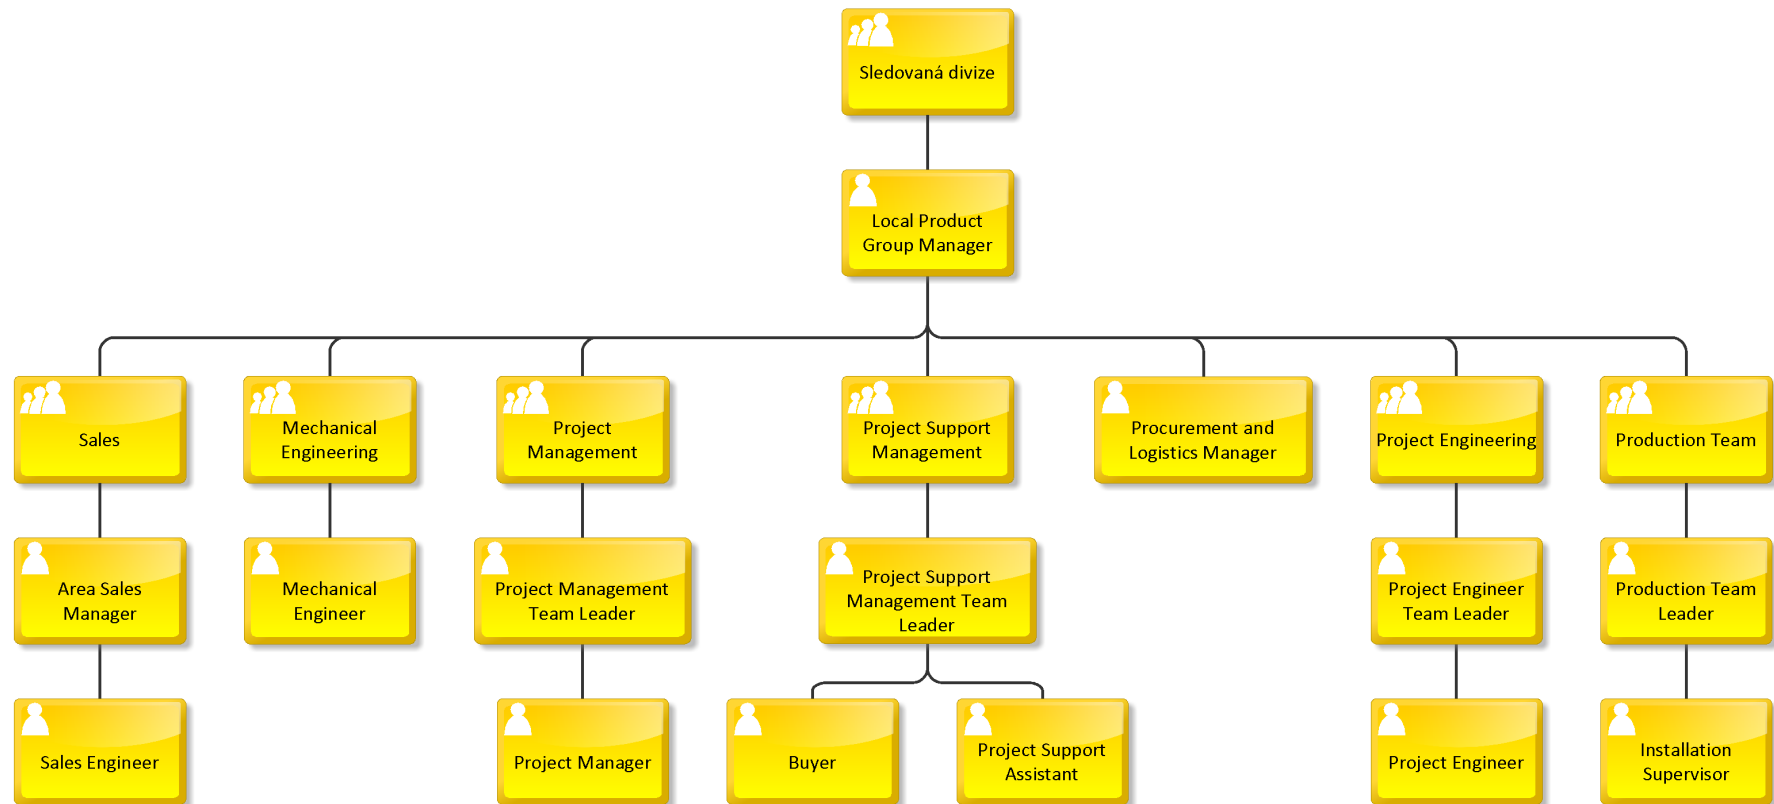 Sledovaná divize
Local Product
Group Manager
Sales
Mechanical
Engineering
Project
Management
Project Support
Management
Procurement and
Logistics Manager
Project Engineering
Production Team
Area Sales
Manager
Mechanical
Engineer
Project Management
Team Leader
Project Support
Management Team
Leader
Project Engineer
Team Leader
Production Team
Leader
Sales Engineer
Project Manager
Buyer
Project Support
Assistant
Project Engineer
Installation
Supervisor